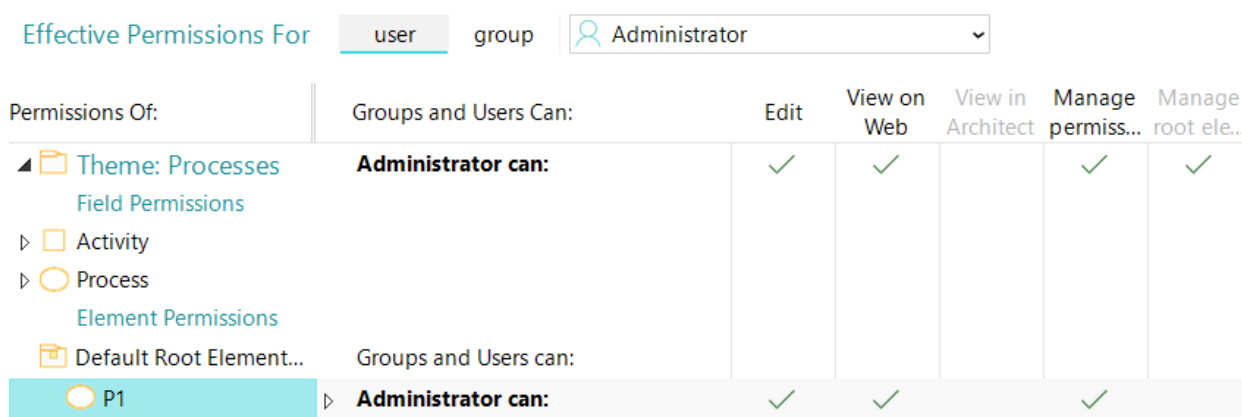 Effective Permissions For user group Administrator
Permissions Of: Groups and Users Can: Edit View on Web View in Architect Manage permiss... Manage root ele...
Theme: Processes Administrator can:
Field Permissions
Activity
Process
Element Permissions
Default Root Element... Groups and Users can:
P1 Administrator can: